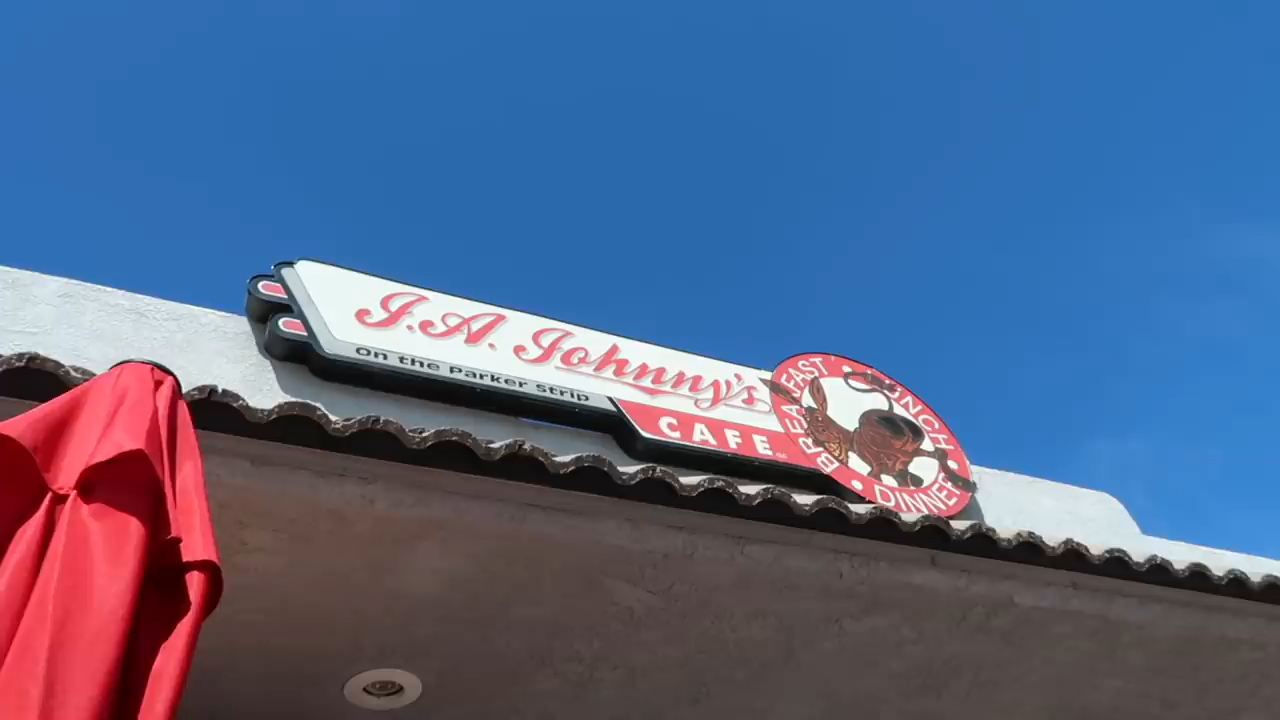 J.A. Johnny's
on the Parker Strip
CAFE
BREAKFAST • LUNCH • DINNER •